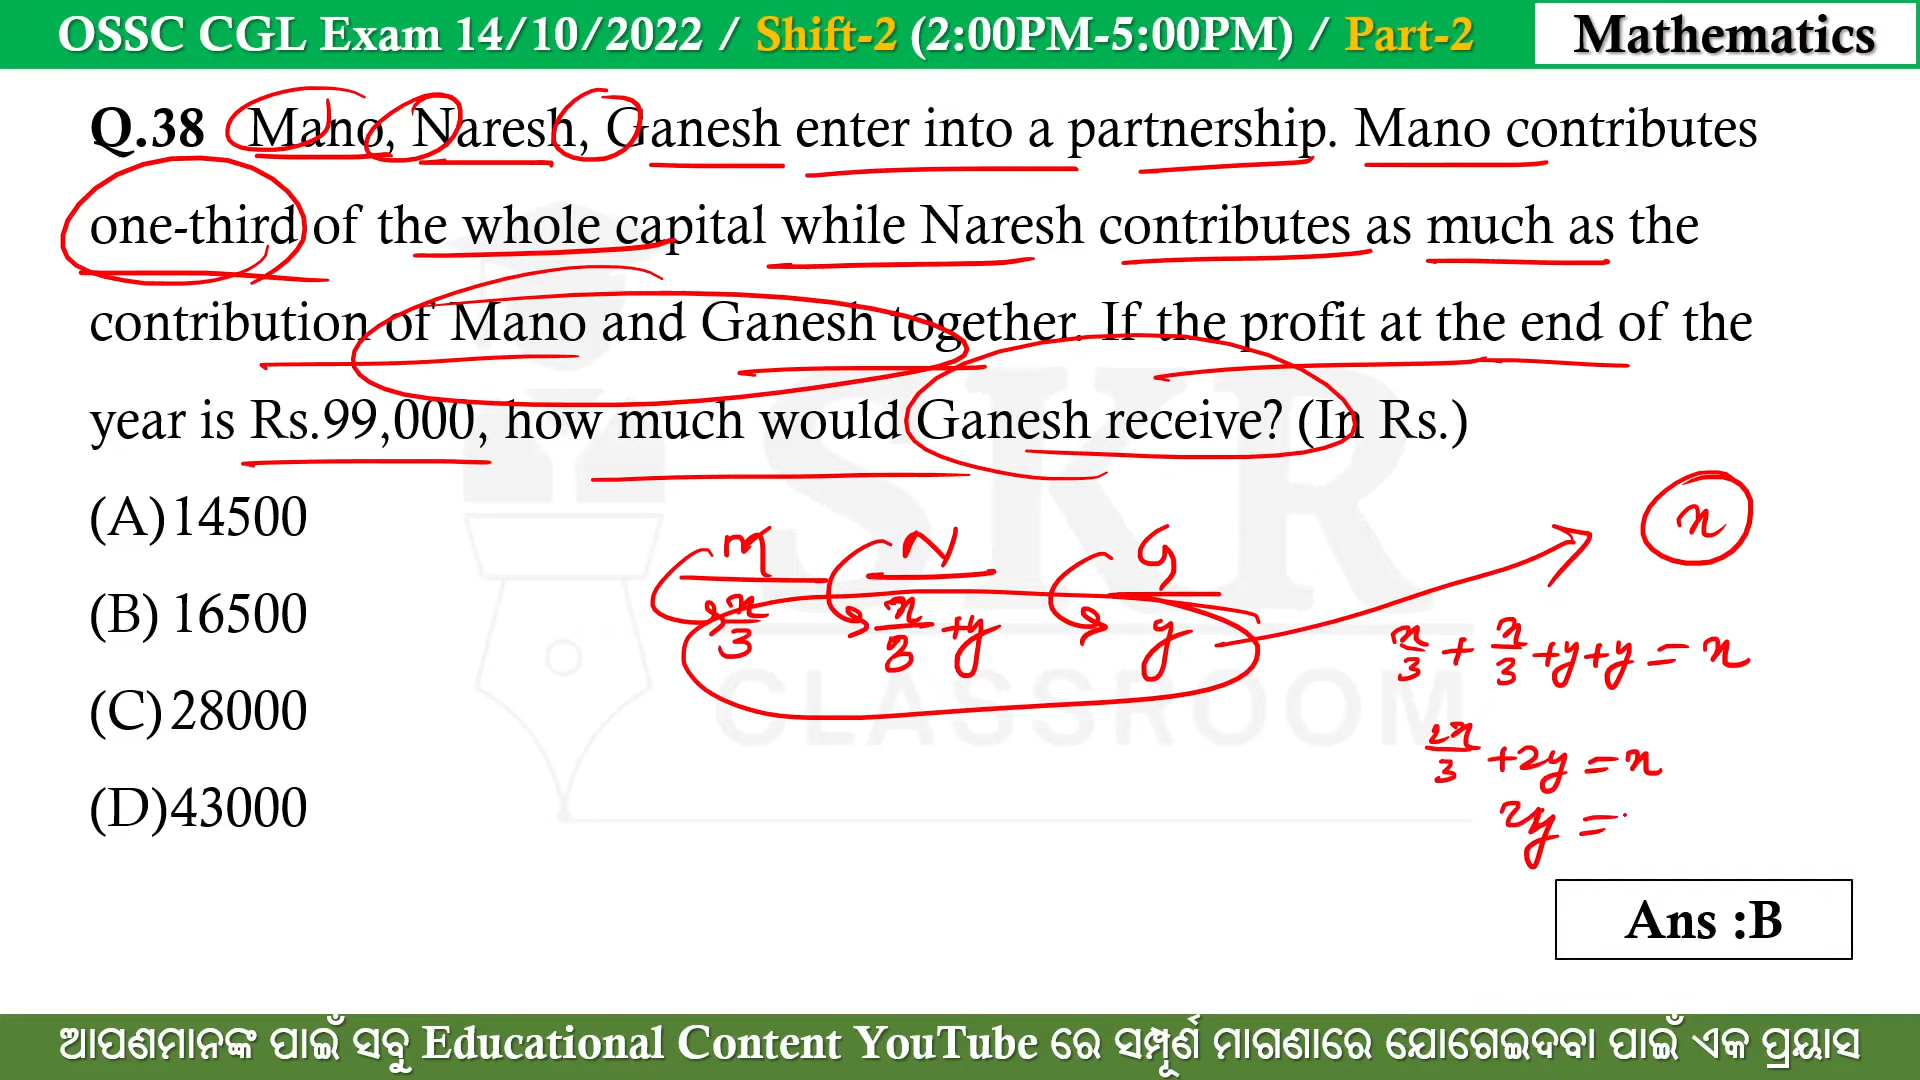 OSSC CGL Exam 14/10/2022 / Shift-2 (2:00PM-5:00PM) / Part-2
Mathematics
Q.38 Mano, Naresh, Ganesh enter into a partnership. Mano contributes
one-third of the whole capital while Naresh contributes as much as the
contribution of Mano and Ganesh together. If the profit at the end of the
year is Rs.99,000, how much would Ganesh receive? (In Rs.)
(A) 14500
(B) 16500
(C) 28000
(D) 43000
SKR
CLASSROOM
M N G
x/3 x/3 +y y
x
x/3 + x/3 +y+y = x
2x/3 +2y = x
2y =
Ans :B
ଆପଣମାନଙ୍କ ପାଇଁ ସବୁ Educational Content YouTube ରେ ସମ୍ପୂର୍ଣ ମାଗଣାରେ ଯୋଗେଇଦବା ପାଇଁ ଏକ ପ୍ରୟାସ